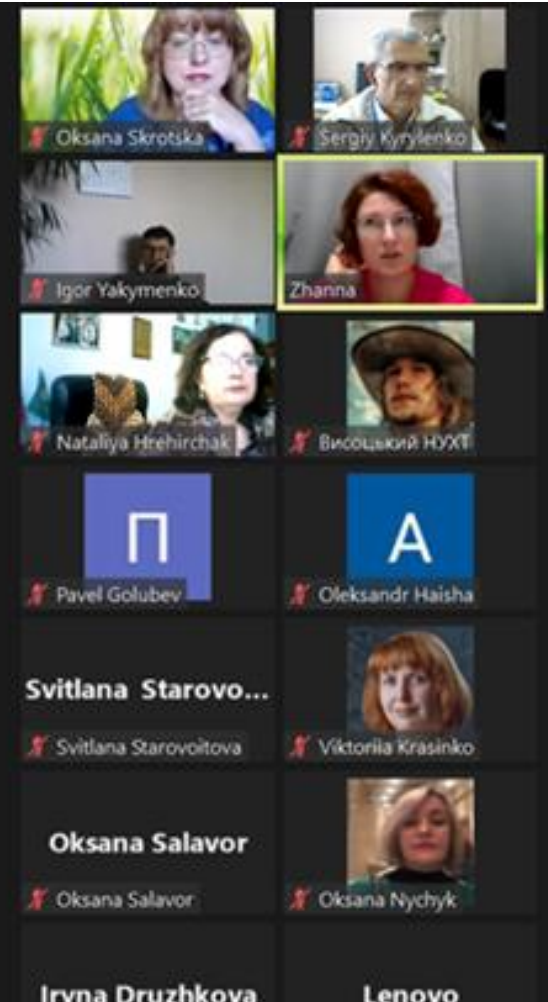 Oksana Skrotska
Sergiy Kyrylenko
Igor Yakymenko
Zhanna
Nataliya Hrehirchak
Висоцький НУХТ
П
Pavel Golubev
A
Oleksandr Haisha
Svitlana Starovo...
Svitlana Starovoitova
Viktoriia Krasinko
Oksana Salavor
Oksana Salavor
Oksana Nychyk
Iryna Druzhkova
Lenovo